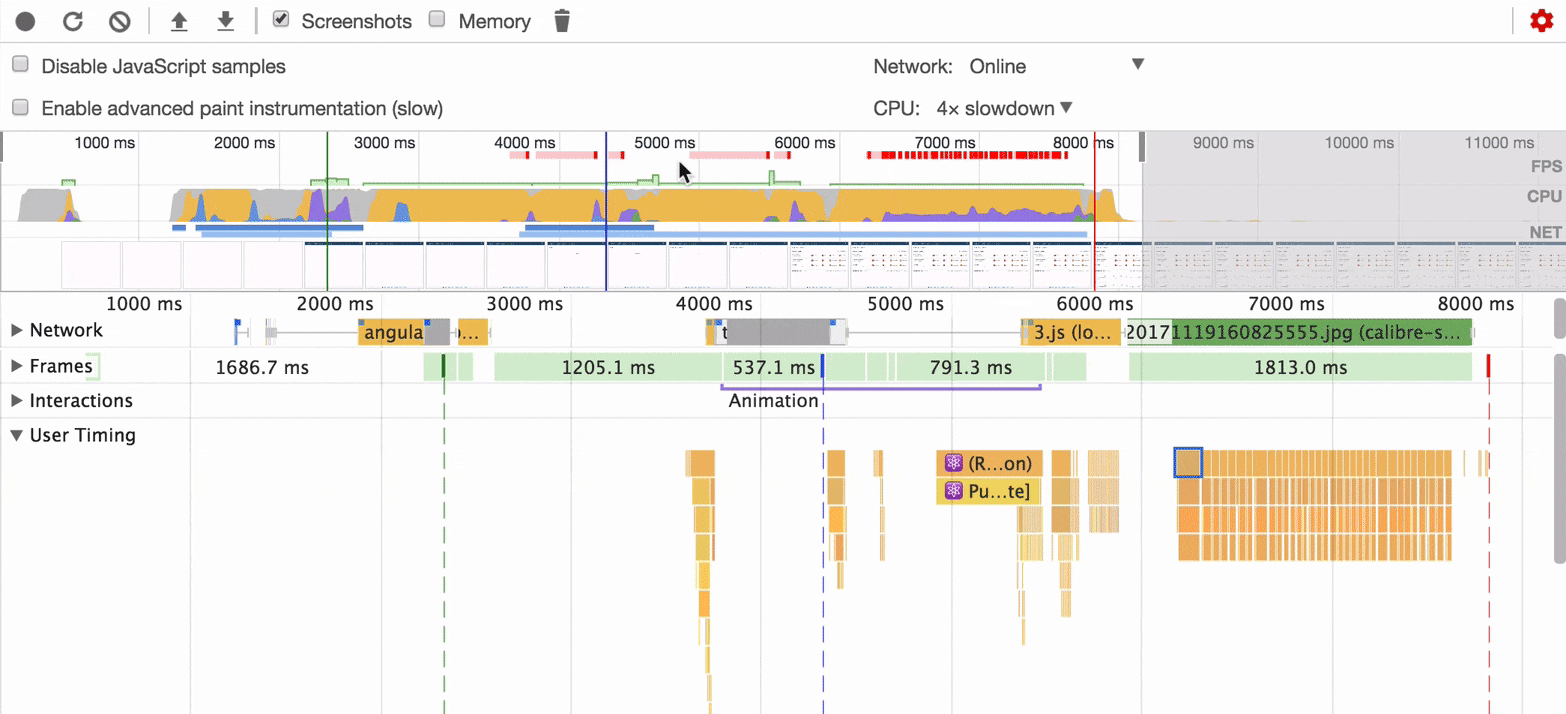 Screenshots Memory
Disable JavaScript samples Network: Online
Enable advanced paint instrumentation (slow) CPU: 4× slowdown
1000 ms 2000 ms 3000 ms 4000 ms 5000 ms 6000 ms 7000 ms 8000 ms 9000 ms 10000 ms 11000 ms
FPS
CPU
NET
1000 ms 2000 ms 3000 ms 4000 ms 5000 ms 6000 ms 7000 ms 8000 ms
Network angula ... t 3.js (lo... 20171119160825555.jpg (calibre-s...
Frames 1686.7 ms 1205.1 ms 537.1 ms 791.3 ms 1813.0 ms
Interactions Animation
User Timing
(R...on)
Pu...te]